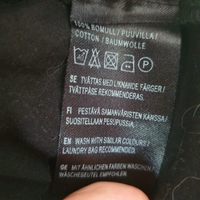 100% BOMULL / PUUVILLA /
COTTON / BAUMWOLLE
SE TVÄTTAS MED LIKNANDE FÄRGER /
TVÄTTPÅSE REKOMMENDERAS.
FI PESTÄVÄ SAMANVÄRISTEN KANSSA /
SUOSITELLAAN PESUPUSSIA.
EN WASH WITH SIMILAR COLOURS /
LAUNDRY BAG RECOMMENDED.
DE MIT ÄHNLICHEN FARBEN WASCHEN
WÄSCHEBEUTEL EMPFOHLEN